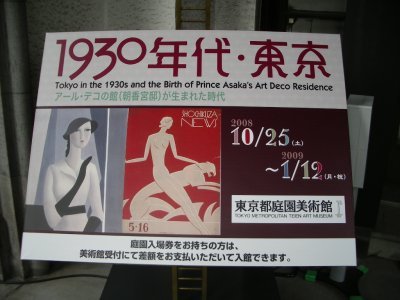 1930年代・東京
Tokyo in the 1930s and the Birth of Prince Asaka's Art Deco Residence
アール・デコの館(朝香宮邸)が生まれた時代
SHOCHIKUZA
NEWS
5-16
2008
10/25(土)
2009
~1/12(月・祝)
東京都庭園美術館
TOKYO METROPOLITAN TEIEN ART MUSEUM
庭園入場券をお持ちの方は、
美術館受付にて差額をお支払いただいて入館できます。